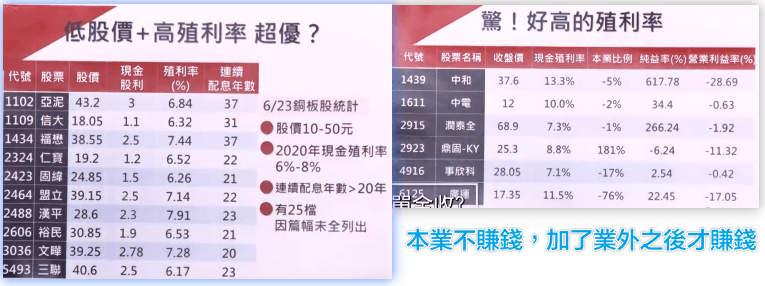 低股價+高殖利率 超優？
代號 股票 股價 現金股利 殖利率(%) 連續配息年數
1102 亞泥 43.2 3 6.84 37
1109 信大 18.05 1.1 6.32 31
1434 福懋 38.55 2.5 7.44 37
2324 仁寶 19.2 1.2 6.52 22
2423 固緯 24.85 1.5 6.26 21
2464 盟立 39.15 2.5 7.14 22
2488 漢平 28.6 2.3 7.91 23
2606 裕民 30.85 1.9 6.53 21
3036 文曄 39.25 2.78 7.28 20
5493 三聯 40.6 2.5 6.17 23
6/23銅板股統計
●股價10-50元
●2020年現金殖利率
6%-8%
●連續配息年數>20年
●有25檔
因篇幅未全列出
驚！好高的殖利率
代號 股票名稱 收盤價 現金殖利率 本業比例 純益率(%) 營業利益率(%)
1439 中和 37.6 13.3% -5% 617.78 -28.69
1611 中電 12 10.0% -2% 34.4 -0.63
2915 潤泰全 68.9 7.3% -1% 266.24 -1.92
2923 鼎固-KY 25.3 8.8% 181% -6.24 -11.32
4916 事欣科 28.05 7.1% -17% 2.54 -0.42
6125 廣運 17.35 11.5% -76% 22.45 -17.05
本業不賺錢，加了業外之後才賺錢